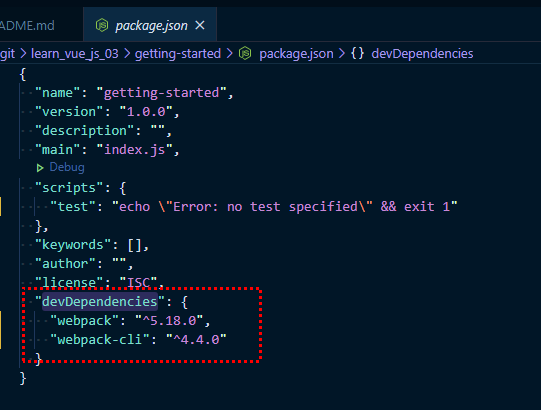 README.md
package.json ×
git > learn_vue_js_03 > getting-started > package.json > {} devDependencies
{
"name": "getting-started",
"version": "1.0.0",
"description": "",
"main": "index.js",
Debug
"scripts": {
"test": "echo \"Error: no test specified\" && exit 1"
},
"keywords": [],
"author": "",
"license": "ISC",
"devDependencies": {
"webpack": "^5.18.0",
"webpack-cli": "^4.4.0"
}
}